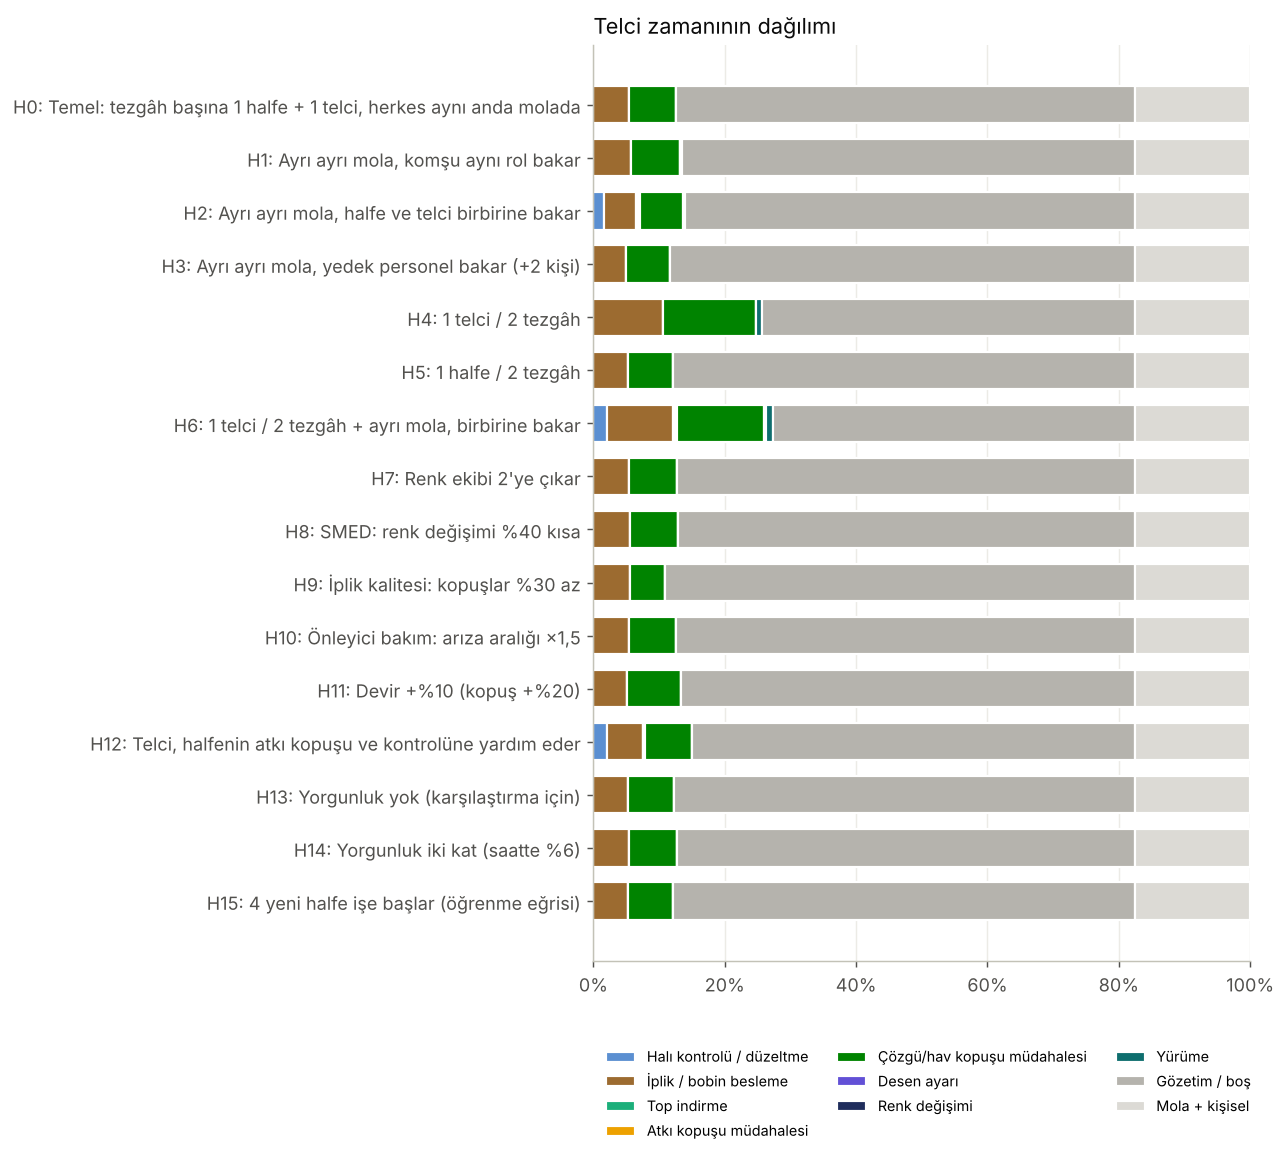 Telci zamanının dağılımı
H0: Temel: tezgâh başına 1 halfe + 1 telci, herkes aynı anda molada
H1: Ayrı ayrı mola, komşu aynı rol bakar
H2: Ayrı ayrı mola, halfe ve telci birbirine bakar
H3: Ayrı ayrı mola, yedek personel bakar (+2 kişi)
H4: 1 telci / 2 tezgâh
H5: 1 halfe / 2 tezgâh
H6: 1 telci / 2 tezgâh + ayrı mola, birbirine bakar
H7: Renk ekibi 2'ye çıkar
H8: SMED: renk değişimi %40 kısa
H9: İplik kalitesi: kopuşlar %30 az
H10: Önleyici bakım: arıza aralığı ×1,5
H11: Devir +%10 (kopuş +%20)
H12: Telci, halfenin atkı kopuşu ve kontrolüne yardım eder
H13: Yorgunluk yok (karşılaştırma için)
H14: Yorgunluk iki kat (saatte %6)
H15: 4 yeni halfe işe başlar (öğrenme eğrisi)
0% 20% 40% 60% 80% 100%
Halı kontrolü / düzeltme
İplik / bobin besleme
Top indirme
Atkı kopuşu müdahalesi
Çözgü/hav kopuşu müdahalesi
Desen ayarı
Renk değişimi
Yürüme
Gözetim / boş
Mola + kişisel